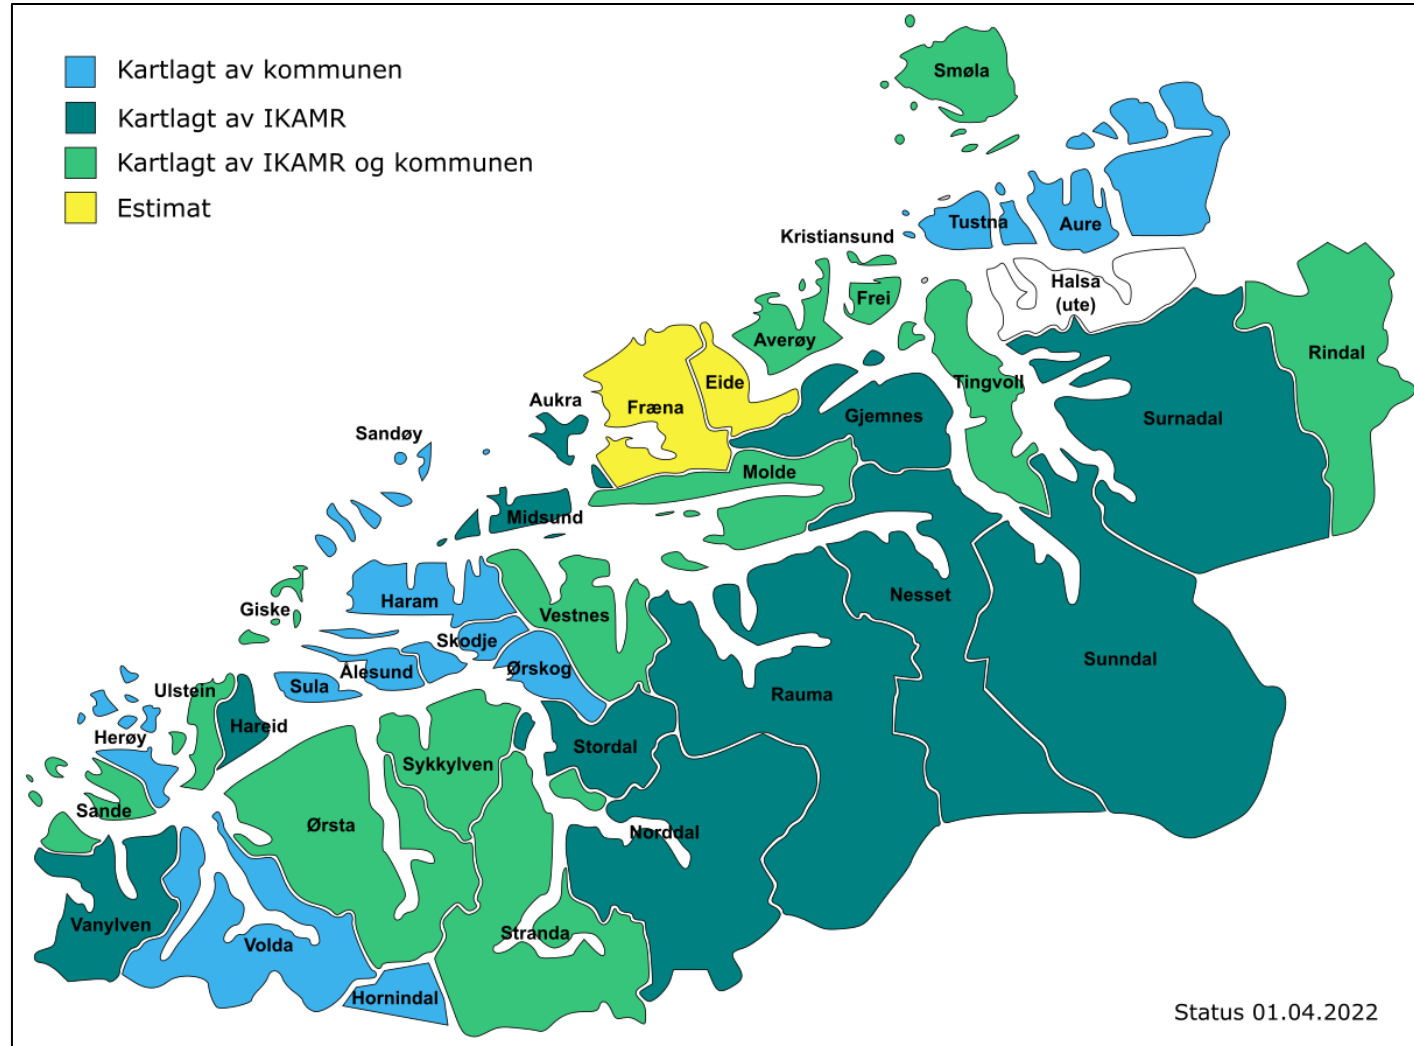 Kartlagt av kommunen
Kartlagt av IKAMR
Kartlagt av IKAMR og kommunen
Estimat
Smøla
Tustna
Aure
Kristiansund
Halsa
(ute)
Frei
Averøy
Rindal
Eide
Tingvoll
Aukra
Fræna
Gjemnes
Surnadal
Sandøy
Molde
Midsund
Nesset
Haram
Giske
Vestnes
Skodje
Sunndal
Ørskog
Ålesund
Sula
Ulstein
Rauma
Hareid
Herøy
Stordal
Sykkylven
Sande
Ørsta
Norddal
Vanylven
Stranda
Volda
Hornindal
Status 01.04.2022